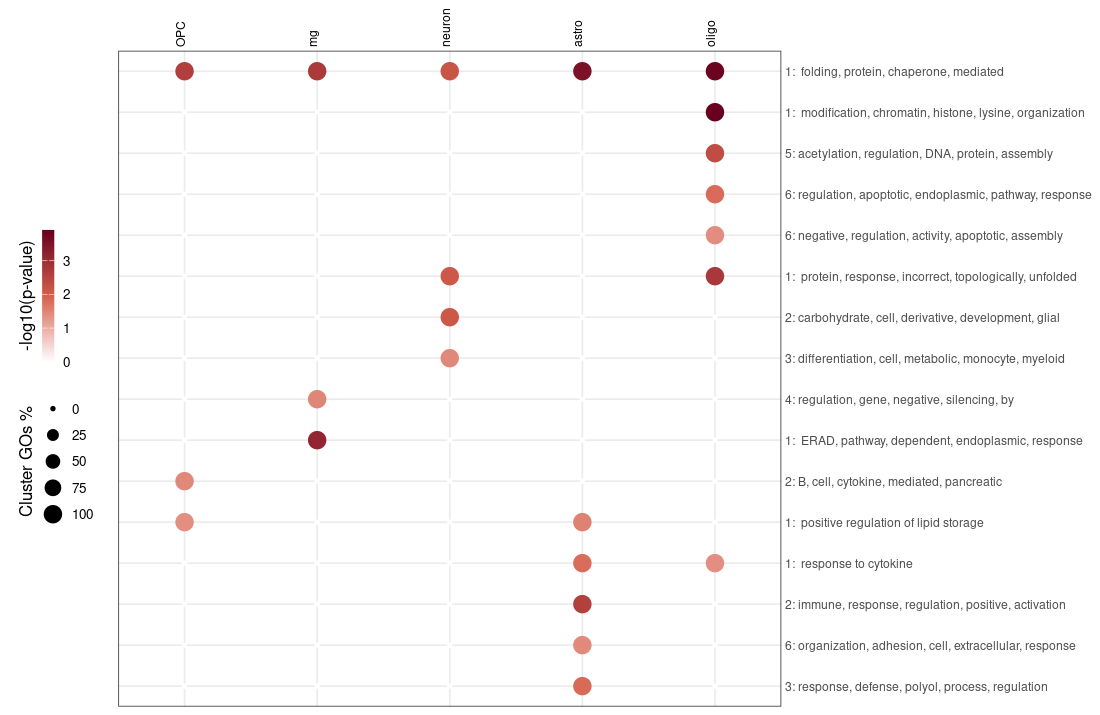 OPC
mg
neuron
astro
oligo
1: folding, protein, chaperone, mediated
1: modification, chromatin, histone, lysine, organization
5: acetylation, regulation, DNA, protein, assembly
6: regulation, apoptotic, endoplasmic, pathway, response
6: negative, regulation, activity, apoptotic, assembly
1: protein, response, incorrect, topologically, unfolded
2: carbohydrate, cell, derivative, development, glial
3: differentiation, cell, metabolic, monocyte, myeloid
4: regulation, gene, negative, silencing, by
1: ERAD, pathway, dependent, endoplasmic, response
2: B, cell, cytokine, mediated, pancreatic
1: positive regulation of lipid storage
1: response to cytokine
2: immune, response, regulation, positive, activation
6: organization, adhesion, cell, extracellular, response
3: response, defense, polyol, process, regulation
-log10(p-value)
3
2
1
0
Cluster GOs %
0
25
50
75
100